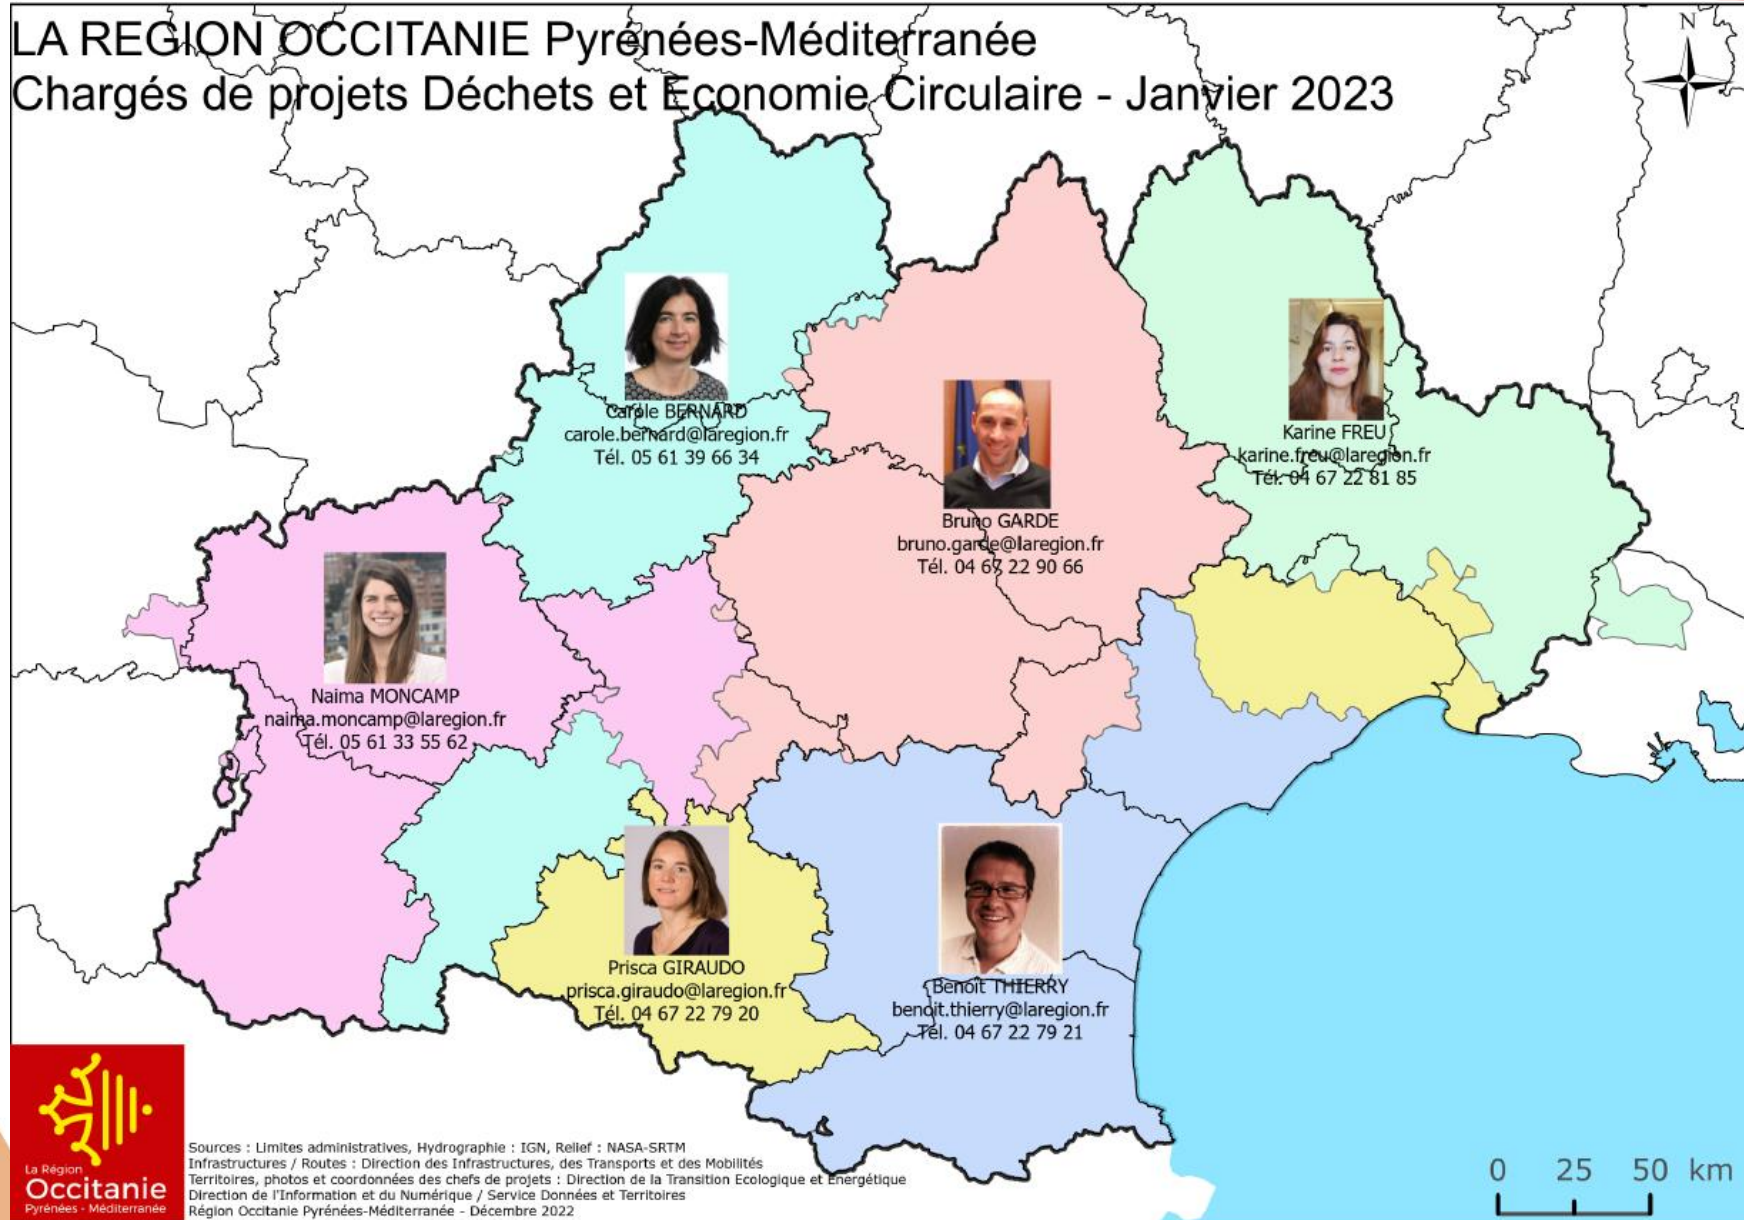 LA REGION OCCITANIE Pyrénées-Méditerranée
Chargés de projets Déchets et Economie Circulaire - Janvier 2023
N
Carole BERNARD
carole.bernard@laregion.fr
Tél. 05 61 39 66 34
Karine FREU
karine.freu@laregion.fr
Tél. 04 67 22 81 85
Bruno GARDE
bruno.garde@laregion.fr
Tél. 04 67 22 90 66
Naima MONCAMP
naima.moncamp@laregion.fr
Tél. 05 61 33 55 62
Prisca GIRAUDO
prisca.giraudo@laregion.fr
Tél. 04 67 22 79 20
Benoît THIERRY
benoit.thierry@laregion.fr
Tél. 04 67 22 79 21
La Région
Occitanie
Pyrénées - Méditerranée
Sources : Limites administratives, Hydrographie : IGN, Relief : NASA-SRTM
Infrastructures / Routes : Direction des Infrastructures, des Transports et des Mobilités
Territoires, photos et coordonnées des chefs de projets : Direction de la Transition Ecologique et Energétique
Direction de l'Information et du Numérique / Service Données et Territoires
Région Occitanie Pyrénées-Méditerranée - Décembre 2022
0 25 50 km